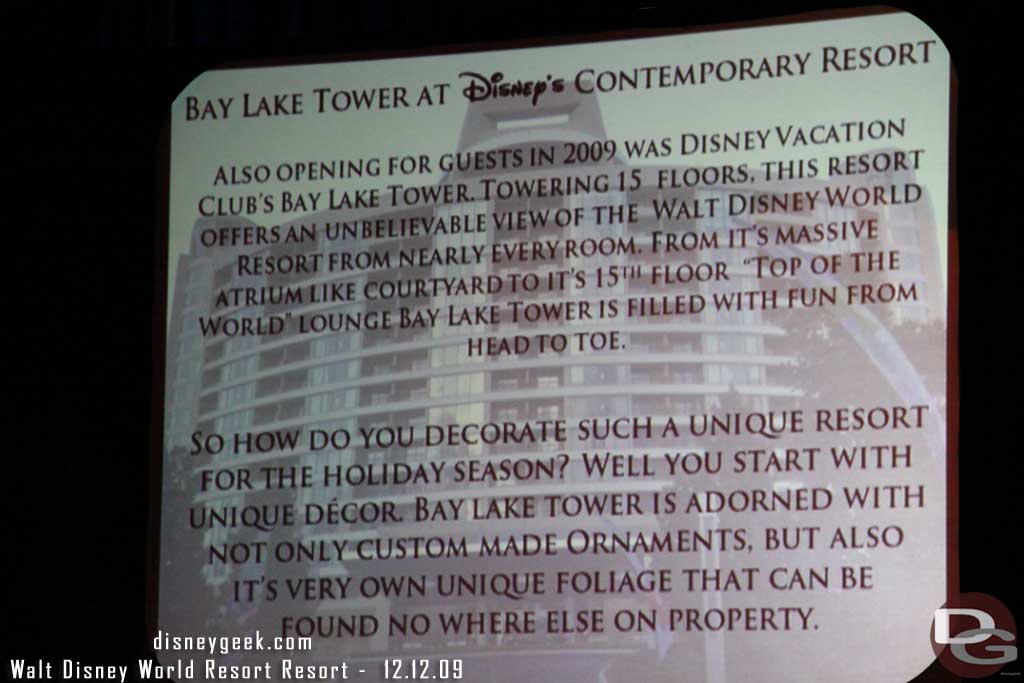 Bay Lake Tower at Disney's Contemporary Resort
also opening for guests in 2009 was Disney Vacation
Club's Bay Lake Tower. Towering 15 floors, this resort
offers an unbelievable view of the Walt Disney World
Resort from nearly every room. From it's massive
atrium like courtyard to it's 15th floor "Top of the
World" lounge Bay Lake Tower is filled with fun from
head to toe.
So how do you decorate such a unique resort
for the holiday season? Well you start with
unique décor. Bay lake tower is adorned with
not only custom made Ornaments, but also
it's very own unique foliage that can be
found no where else on property.
disneygeek.com
Walt Disney World Resort Resort - 12.12.09
DG